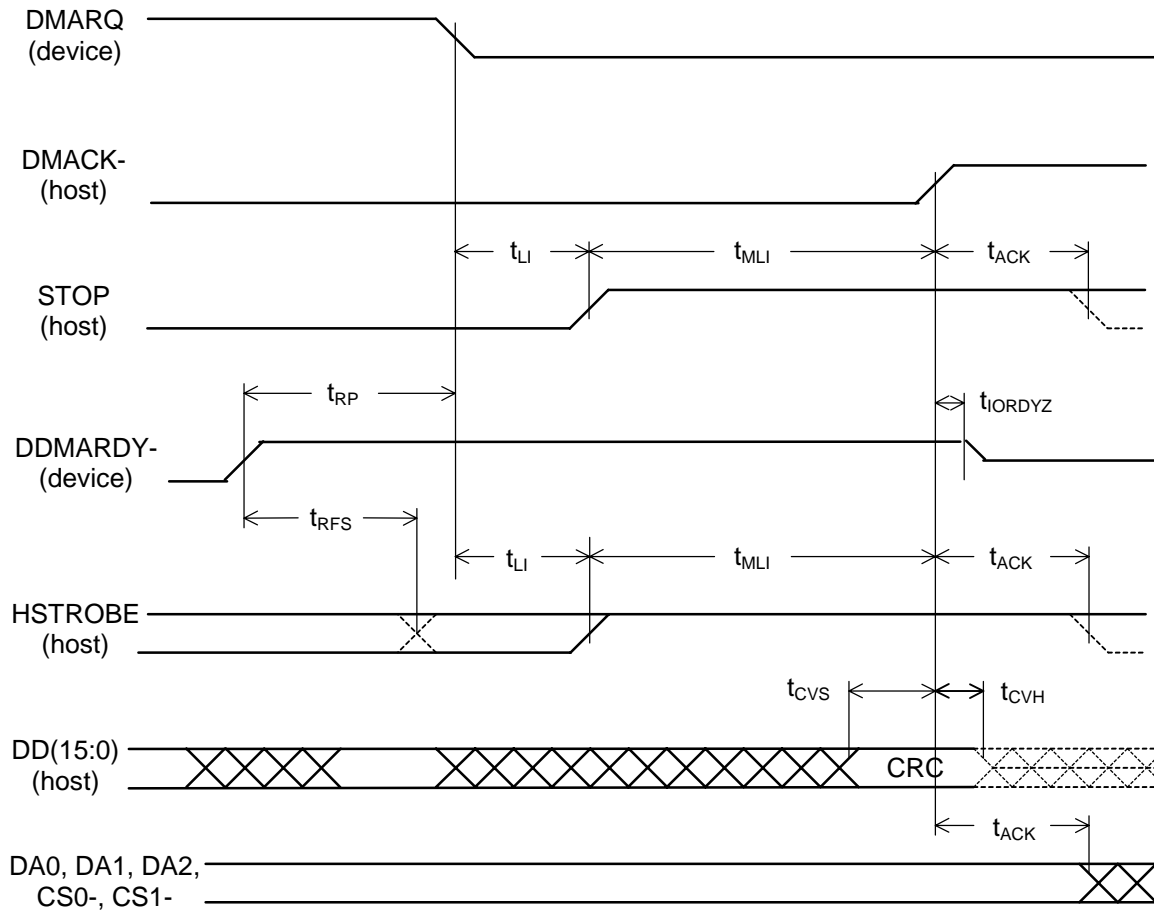 DMARQ
(device)
DMACK-
(host)
tLI
tMLI
tACK
STOP
(host)
tRP
tIORDYZ
DDMARDY-
(device)
tRFS
tLI
tMLI
tACK
HSTROBE
(host)
tCVS
tCVH
DD(15:0)
(host)
CRC
tACK
DA0, DA1, DA2,
CS0-, CS1-